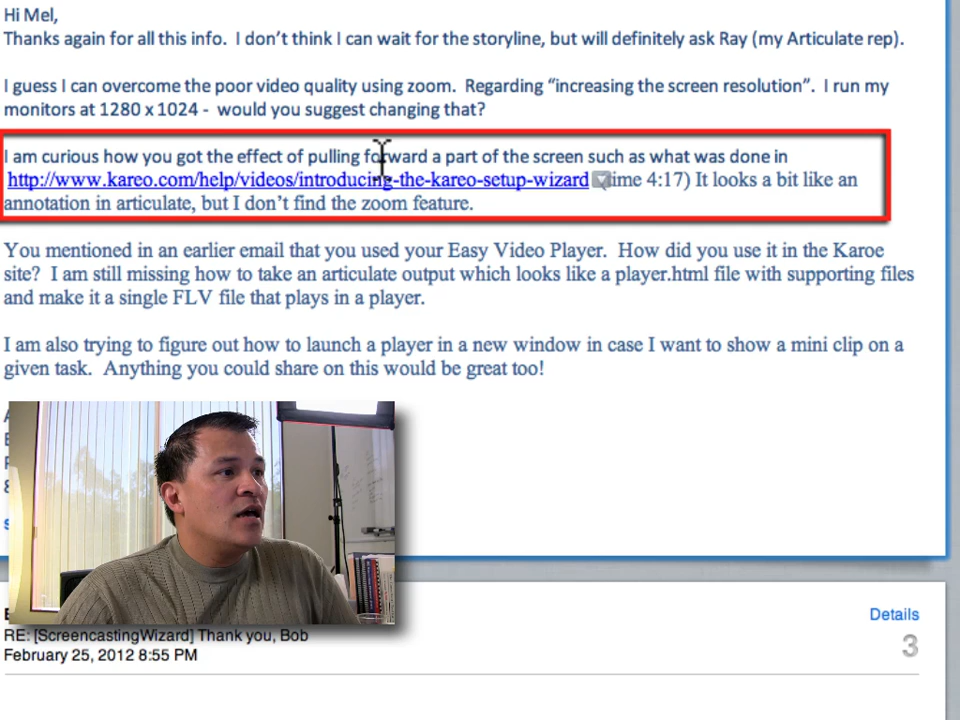 Hi Mel,
Thanks again for all this info.  I don't think I can wait for the storyline, but will definitely ask Ray (my Articulate rep).
I guess I can overcome the poor video quality using zoom.  Regarding "increasing the screen resolution".  I run my
monitors at 1280 x 1024 -  would you suggest changing that?
I am curious how you got the effect of pulling forward a part of the screen such as what was done in
http://www.kareo.com/help/videos/introducing-the-kareo-setup-wizard time 4:17) It looks a bit like an
annotation in articulate, but I don't find the zoom feature.
You mentioned in an earlier email that you used your Easy Video Player.  How did you use it in the Karoe
site?  I am still missing how to take an articulate output which looks like a player.html file with supporting files
and make it a single FLV file that plays in a player.
I am also trying to figure out how to launch a player in a new window in case I want to show a mini clip on a
given task.  Anything you could share on this would be great too!
Details
RE: [ScreencastingWizard] Thank you, Bob
3
February 25, 2012 8:55 PM